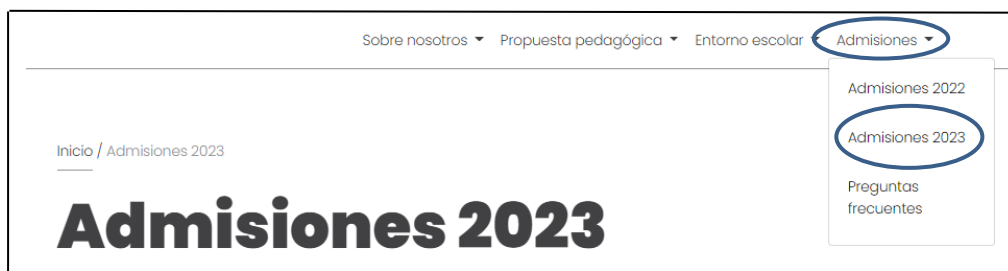 Sobre nosotros Propuesta pedagógica Entorno escolar Admisiones
Admisiones 2022
Admisiones 2023
Preguntas
frecuentes
Inicio / Admisiones 2023
Admisiones 2023